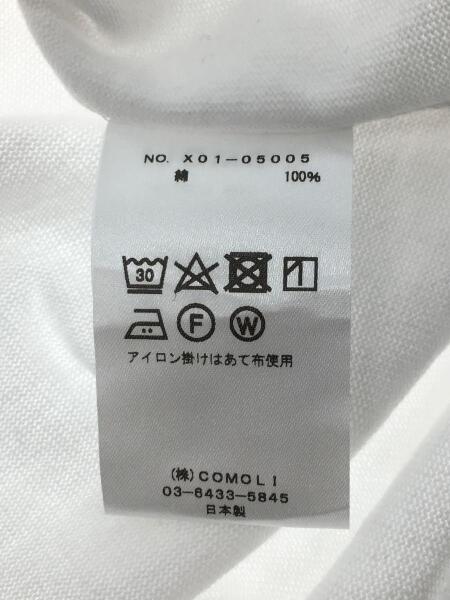 NO. X01-05005
綿 100%
30
F W
アイロン掛けはあて布使用
(株)COMOLI
03-6433-5845
日本製